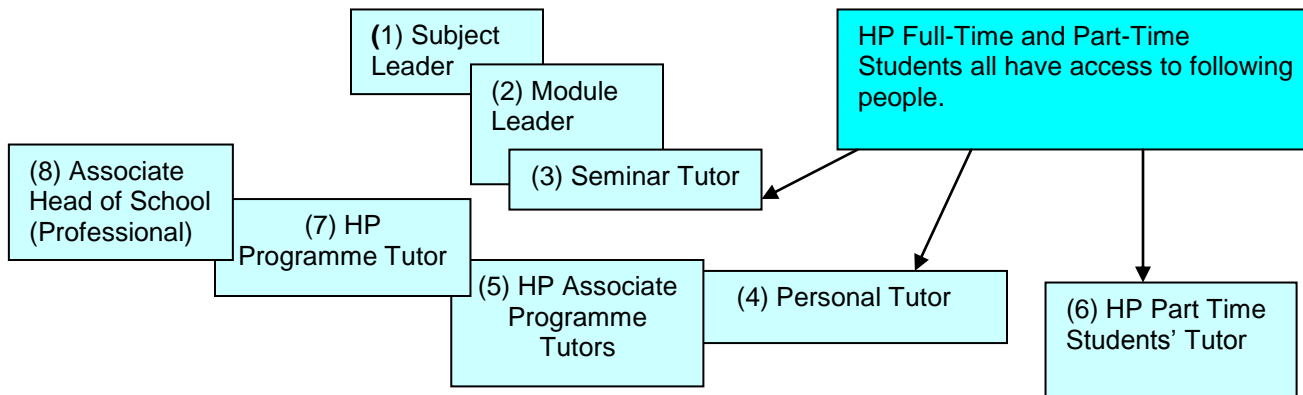 (1) Subject
Leader
HP Full-Time and Part-Time
Students all have access to following
people.
(2) Module
Leader
(3) Seminar Tutor
(8) Associate
Head of School
(Professional)
(7) HP
Programme Tutor
(5) HP Associate
Programme
Tutors
(4) Personal Tutor
(6) HP Part Time
Students’ Tutor